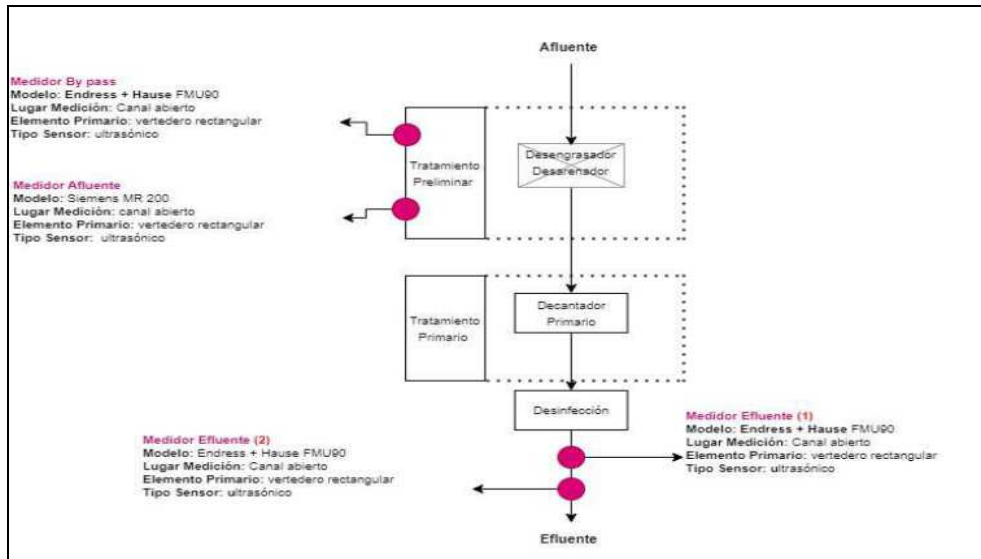 Afluente
Medidor By pass
Modelo: Endress + Hause FMU90
Lugar Medición: Canal abierto
Elemento Primario: vertedero rectangular
Tipo Sensor: ultrasónico
Medidor Afluente
Modelo: Siemens MR 200
Lugar Medición: canal abierto
Elemento Primario: vertedero rectangular
Tipo Sensor: ultrasónico
Tratamiento
Preliminar
Desengrasador
Desarenador
Tratamiento
Primario
Decantador
Primario
Desinfección
Medidor Efluente (1)
Modelo: Endress + Hause FMU90
Lugar Medición: Canal abierto
Elemento Primario: vertedero rectangular
Tipo Sensor: ultrasónico
Medidor Efluente (2)
Modelo: Endress + Hause FMU90
Lugar Medición: Canal abierto
Elemento Primario: vertedero rectangular
Tipo Sensor: ultrasónico
Efluente